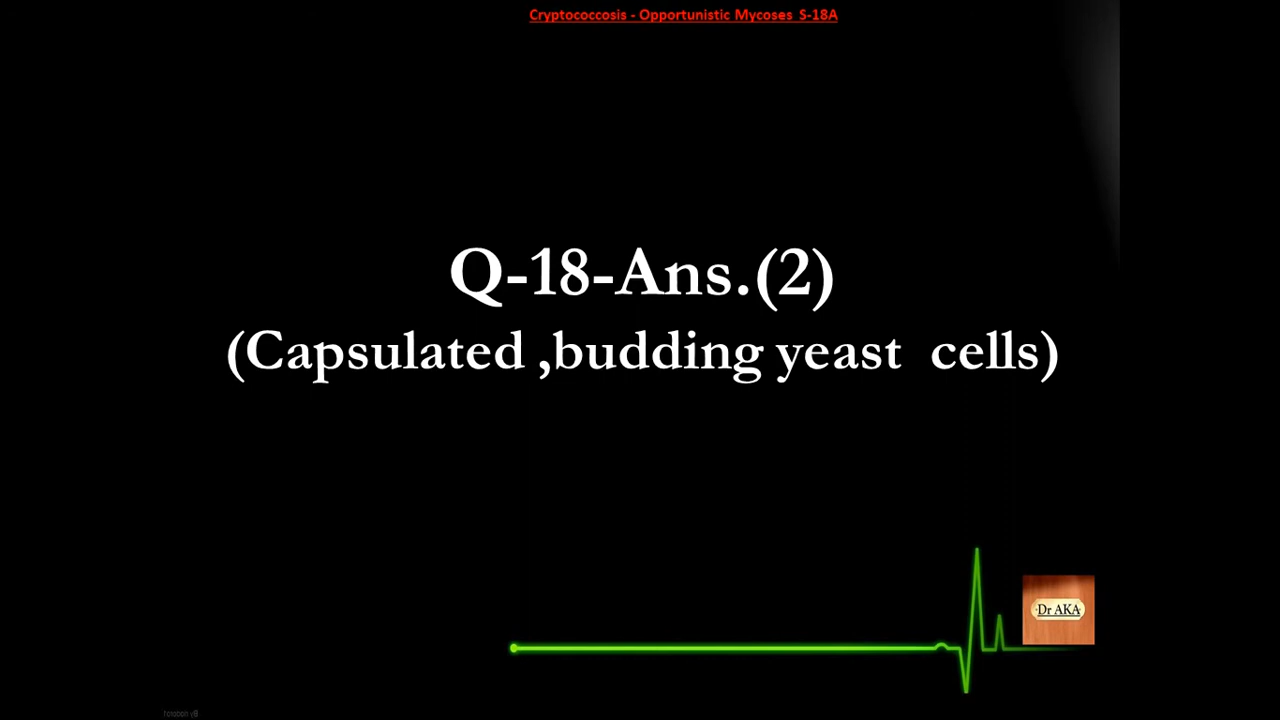 Cryptococcosis - Opportunistic Mycoses S-18A
Q-18-Ans.(2)
(Capsulated ,budding yeast cells)
Dr AKA